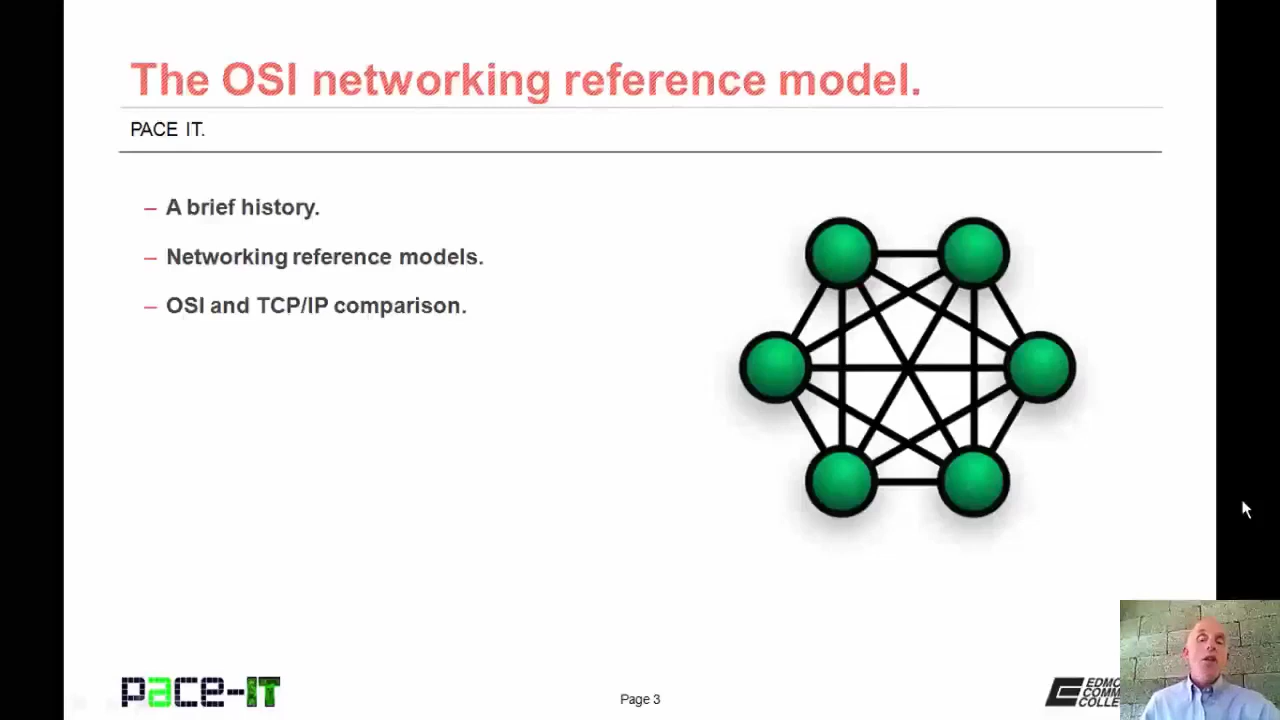 The OSI networking reference model.
PACE IT.
– A brief history.
– Networking reference models.
– OSI and TCP/IP comparison.
pace-IT
Page 3